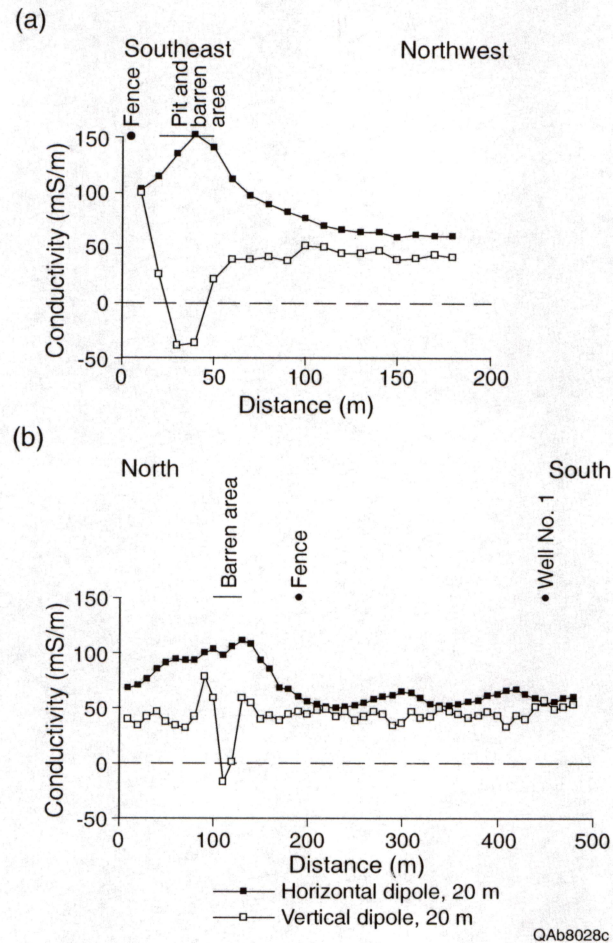 (a)
Southeast
Northwest
Fence
Pit and
barren
area
150
100
50
0
-50
Conductivity (mS/m)
0
50
100
150
200
Distance (m)
(b)
North
South
Barren area
Fence
Well No. 1
150
100
50
0
-50
Conductivity (mS/m)
0
100
200
300
400
500
Distance (m)
Horizontal dipole, 20 m
Vertical dipole, 20 m
QAb8028c